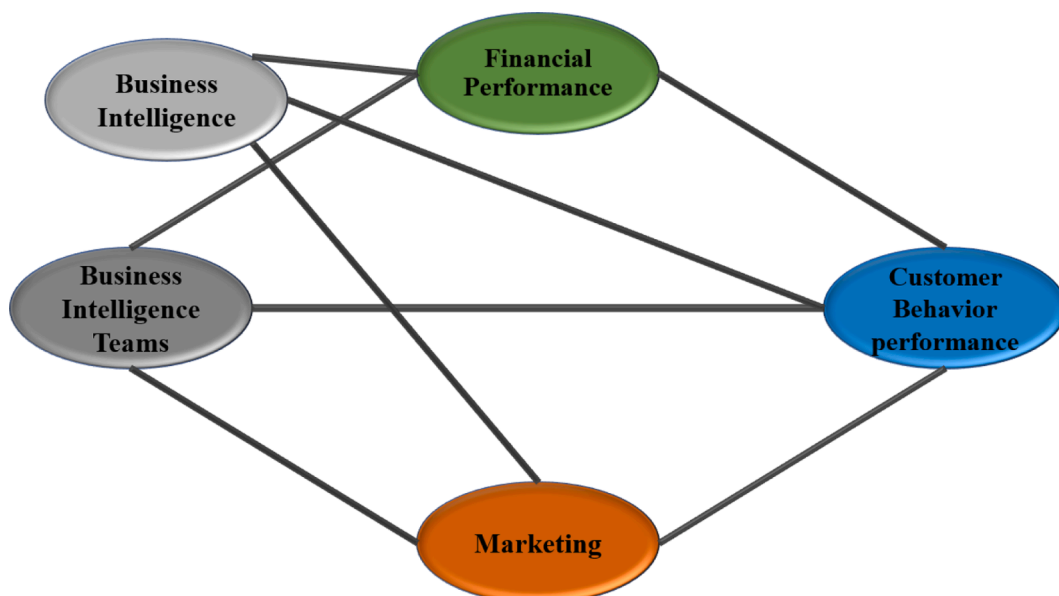 Business
Intelligence
Financial
Performance
Business
Intelligence
Teams
Customer
Behavior
performance
Marketing